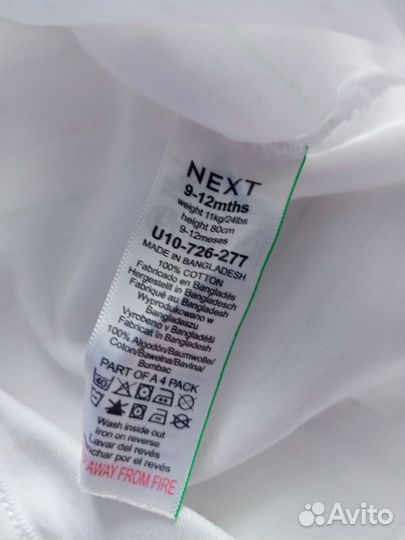 NEXT
9-12mths
weight 11kg/24lbs
height 80cm
9-12meses
U10-726-277
MADE IN BANGLADESH
100% COTTON
Fabricado en Bangladés
Hergestellt in Bangladesch
Fabriqué au Bangladesh
Wyprodukowano w
Bangladeszu
Vyrobeno v Bangladéši
Fabricat in Bangladesh
100% Algodón/Baumwolle/
Coton/Bawełna/Bavlna/
Bumbac
PART OF A 4 PACK
40
Wash inside out
Iron on reverse
Lavar del revés
nchar por el revés
AWAY FROM FIRE
Avito